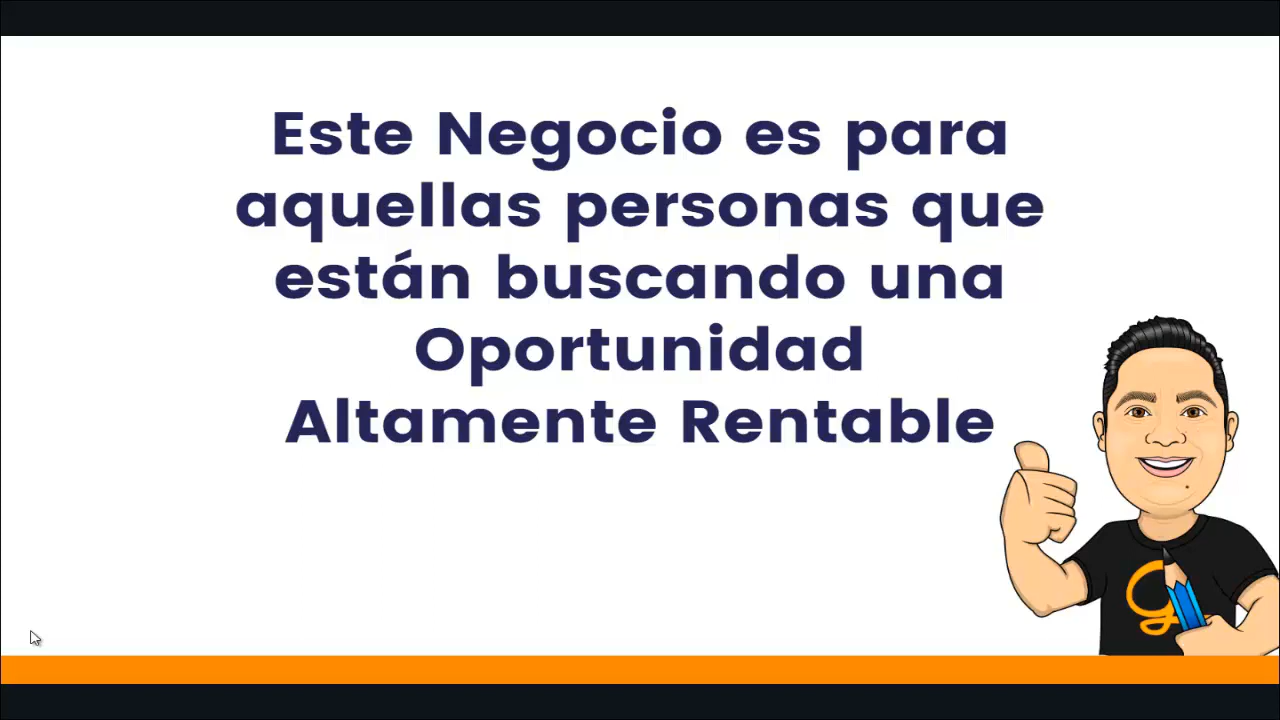 Este Negocio es para
aquellas personas que
están buscando una
Oportunidad
Altamente Rentable